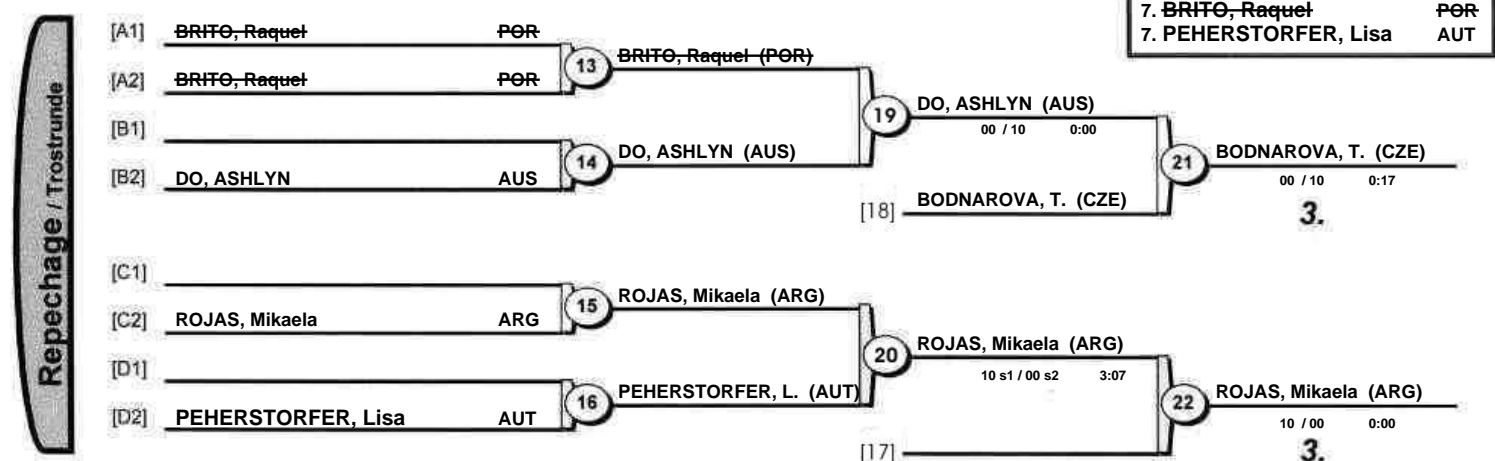 7. BRITO, Raquel POR
7. PEHERSTORFER, Lisa AUT
Repechage / Trostrunde
[A1] BRITO, Raquel POR
13 BRITO, Raquel (POR)
[A2] BRITO, Raquel POR
19 DO, ASHLYN (AUS)
00 / 10 0:00
[B1]
14 DO, ASHLYN (AUS)
[B2] DO, ASHLYN AUS
21 BODNAROVA, T. (CZE)
00 / 10 0:17
[18] BODNAROVA, T. (CZE)
3.
[C1]
15 ROJAS, Mikaela (ARG)
[C2] ROJAS, Mikaela ARG
20 ROJAS, Mikaela (ARG)
10 s1 / 00 s2 3:07
[D1]
16 PEHERSTORFER, L. (AUT)
[D2] PEHERSTORFER, Lisa AUT
22 ROJAS, Mikaela (ARG)
10 / 00 0:00
[17]
3.